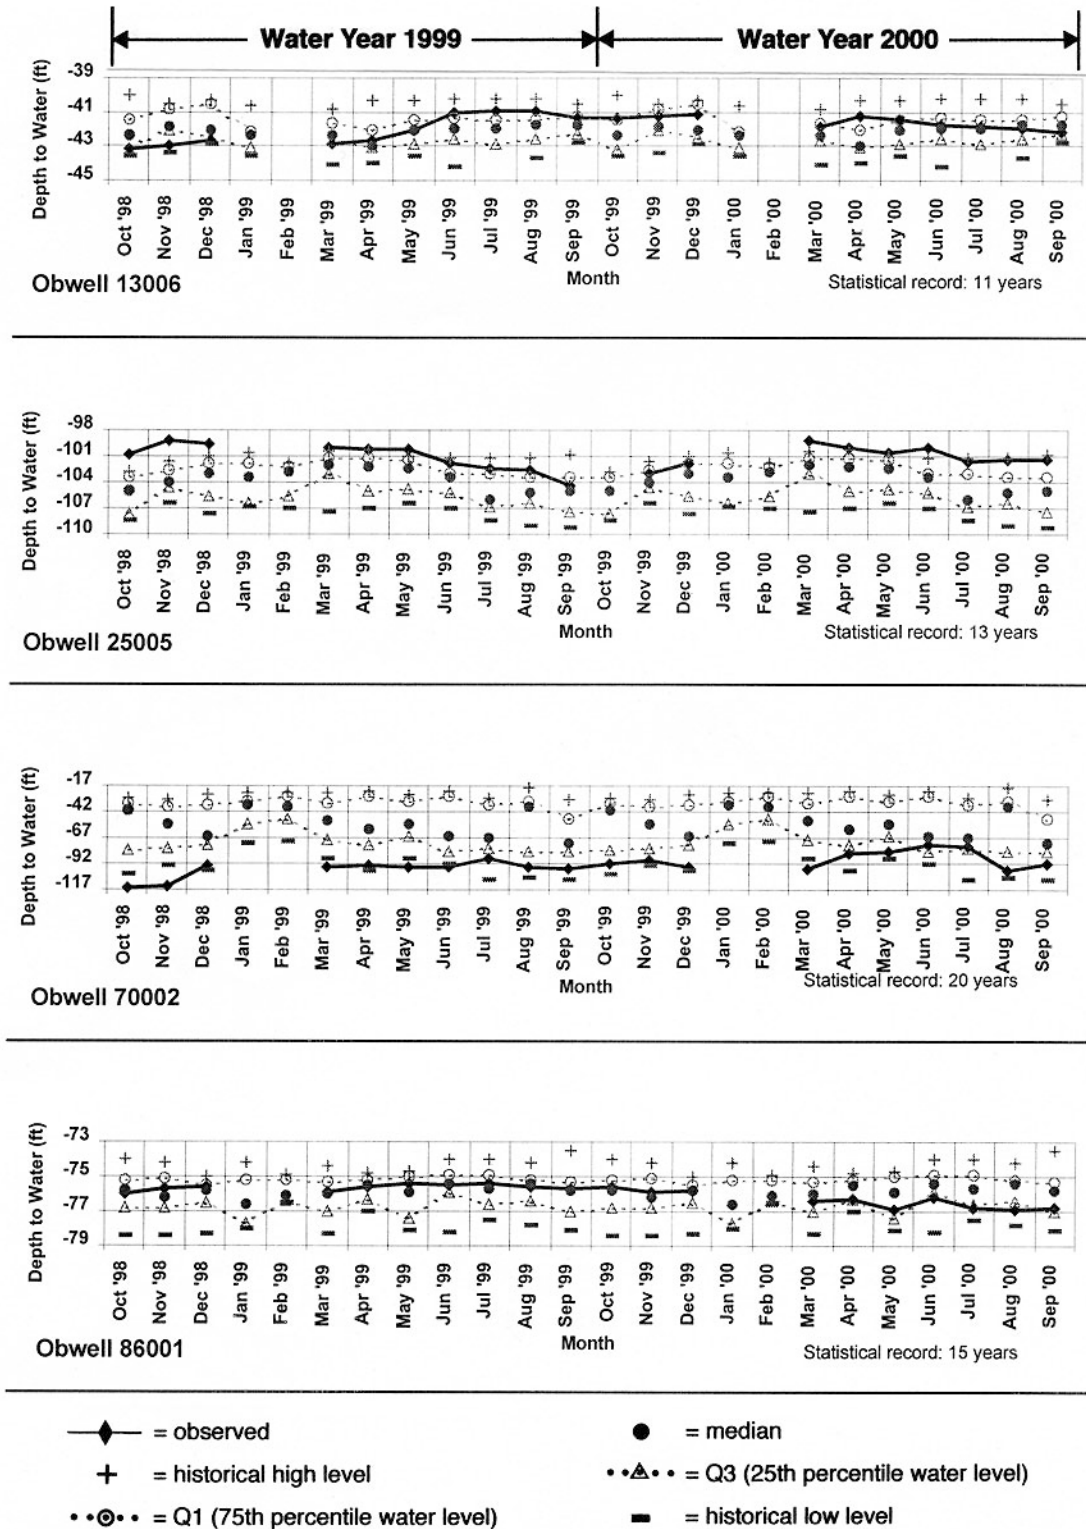 Water Year 1999 Water Year 2000
Depth to Water (ft)
-39
-41
-43
-45
Oct '98 Nov '98 Dec '98 Jan '99 Feb '99 Mar '99 Apr '99 May '99 Jun '99 Jul '99 Aug '99 Sep '99 Oct '99 Nov '99 Dec '99 Jan '00 Feb '00 Mar '00 Apr '00 May '00 Jun '00 Jul '00 Aug '00 Sep '00
Obwell 13006 Month Statistical record: 11 years
Depth to Water (ft)
-98
-101
-104
-107
-110
Oct '98 Nov '98 Dec '98 Jan '99 Feb '99 Mar '99 Apr '99 May '99 Jun '99 Jul '99 Aug '99 Sep '99 Oct '99 Nov '99 Dec '99 Jan '00 Feb '00 Mar '00 Apr '00 May '00 Jun '00 Jul '00 Aug '00 Sep '00
Obwell 25005 Month Statistical record: 13 years
Depth to Water (ft)
-17
-42
-67
-92
-117
Oct '98 Nov '98 Dec '98 Jan '99 Feb '99 Mar '99 Apr '99 May '99 Jun '99 Jul '99 Aug '99 Sep '99 Oct '99 Nov '99 Dec '99 Jan '00 Feb '00 Mar '00 Apr '00 May '00 Jun '00 Jul '00 Aug '00 Sep '00
Obwell 70002 Month Statistical record: 20 years
Depth to Water (ft)
-73
-75
-77
-79
Oct '98 Nov '98 Dec '98 Jan '99 Feb '99 Mar '99 Apr '99 May '99 Jun '99 Jul '99 Aug '99 Sep '99 Oct '99 Nov '99 Dec '99 Jan '00 Feb '00 Mar '00 Apr '00 May '00 Jun '00 Jul '00 Aug '00 Sep '00
Obwell 86001 Month Statistical record: 15 years
= observed = median
= historical high level = Q3 (25th percentile water level)
= Q1 (75th percentile water level) = historical low level